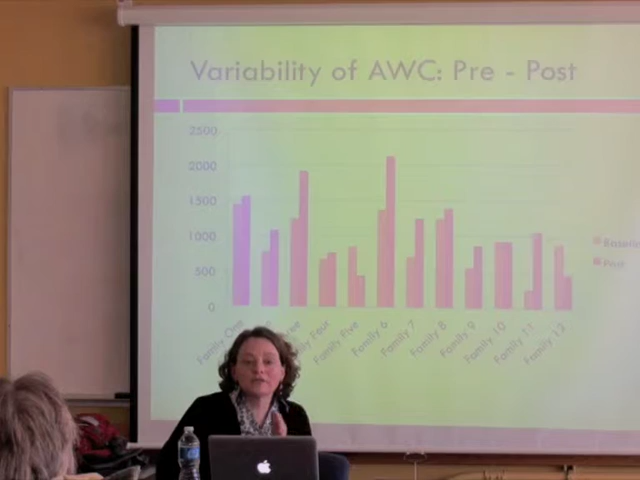 Variability of AWC: Pre - Post
2500
2000
1500
1000
500
0
Family One
Family Four
Family Five
Family 6
Family 7
Family 8
Family 9
Family 10
Family 11
Family 12
Post